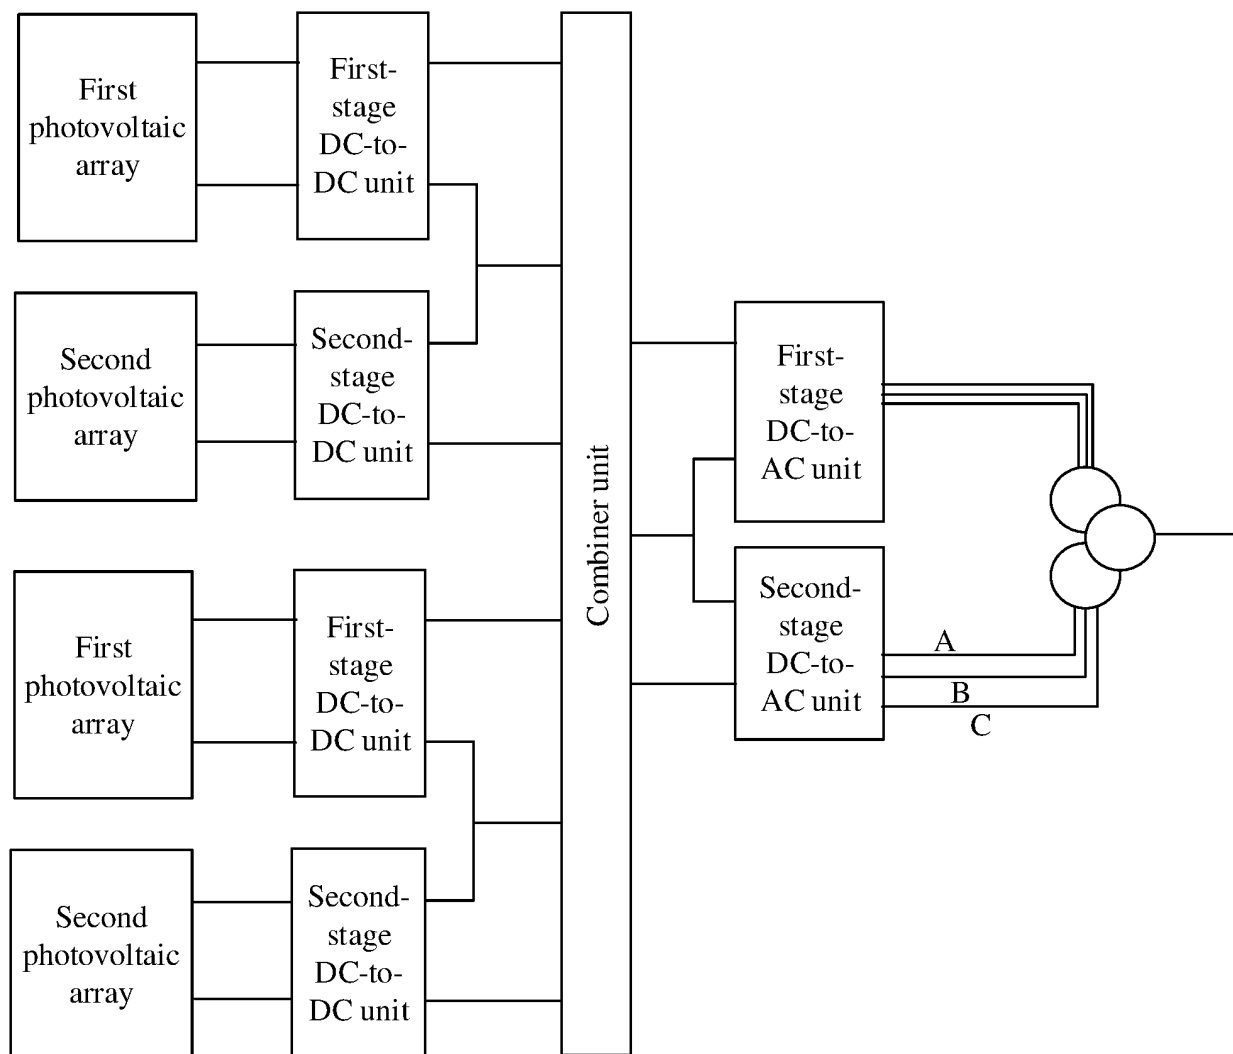 First
photovoltaic
array
First-
stage
DC-to-
DC unit
Second
photovoltaic
array
Second-
stage
DC-to-
DC unit
First
photovoltaic
array
First-
stage
DC-to-
DC unit
Second
photovoltaic
array
Second-
stage
DC-to-
DC unit
Combiner unit
First-
stage
DC-to-
AC unit
Second-
stage
DC-to-
AC unit
A
B
C